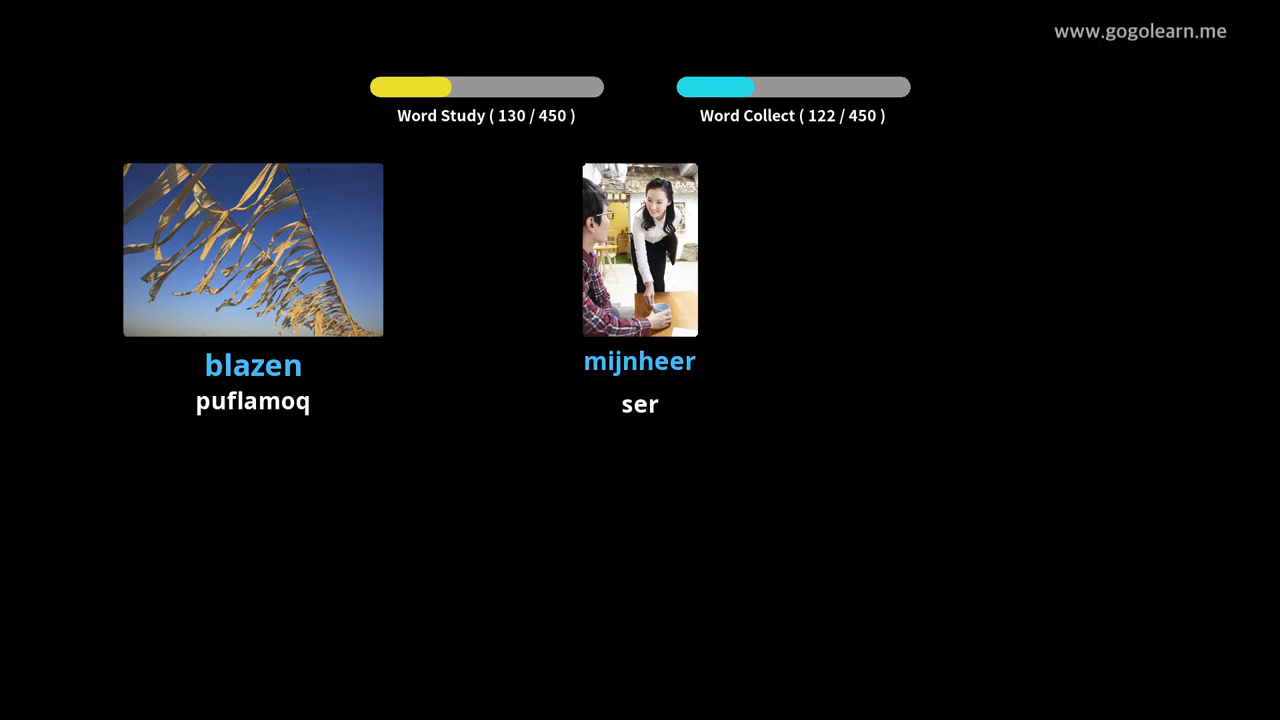 www.gogolearn.me
Word Study ( 130 / 450 )
Word Collect ( 122 / 450 )
blazen
puflamoq
mijnheer
ser